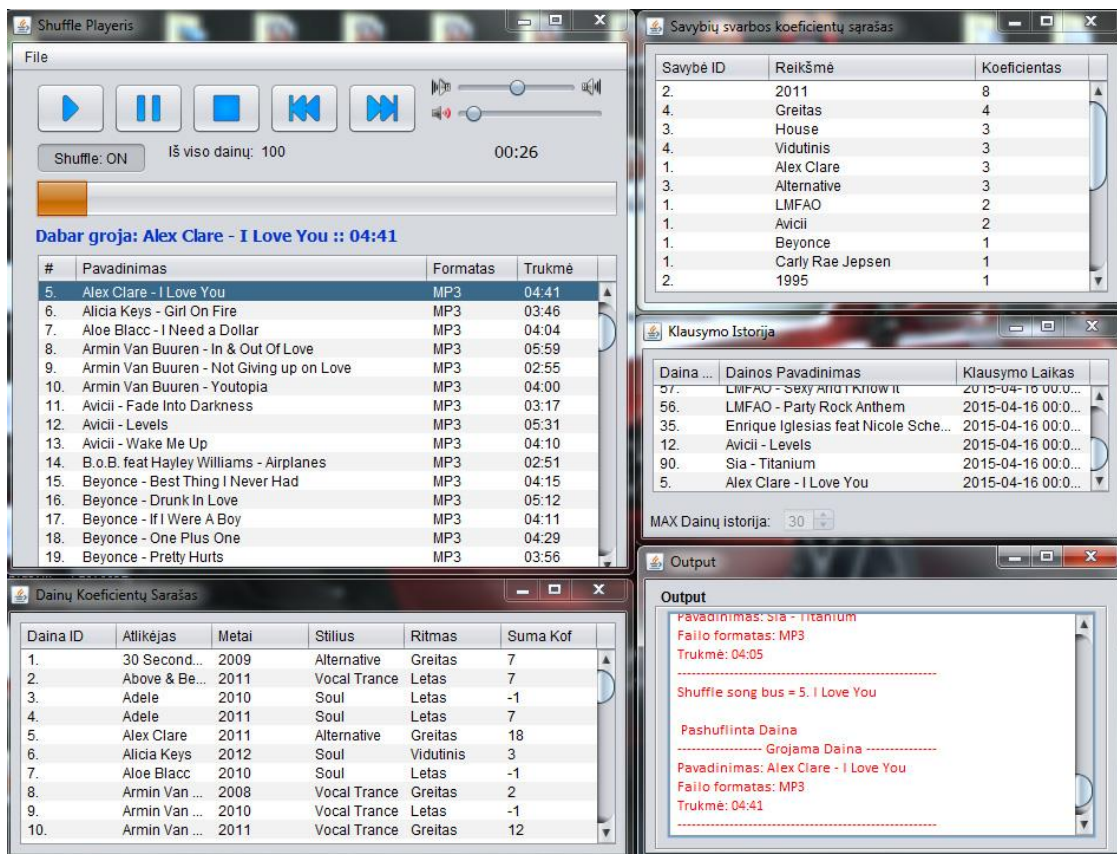 Shuffle Playeris
File
Shuffle: ON
Iš viso dainų: 100
00:26
Dabar groja: Alex Clare - I Love You :: 04:41
# Pavadinimas Formatas Trukmė
5. Alex Clare - I Love You MP3 04:41
6. Alicia Keys - Girl On Fire MP3 03:46
7. Aloe Blacc - I Need a Dollar MP3 04:04
8. Armin Van Buuren - In & Out Of Love MP3 05:59
9. Armin Van Buuren - Not Giving up on Love MP3 02:55
10. Armin Van Buuren - Youtopia MP3 04:00
11. Avicii - Fade Into Darkness MP3 03:17
12. Avicii - Levels MP3 05:31
13. Avicii - Wake Me Up MP3 04:10
14. B.o.B. feat Hayley Williams - Airplanes MP3 02:51
15. Beyonce - Best Thing I Never Had MP3 04:15
16. Beyonce - Drunk In Love MP3 05:12
17. Beyonce - If I Were A Boy MP3 04:11
18. Beyonce - One Plus One MP3 04:29
19. Beyonce - Pretty Hurts MP3 03:56
Savybių svarbos koeficientų sąrašas
Savybė ID Reikšmė Koeficientas
2. 2011 8
4. Greitas 4
3. House 3
4. Vidutinis 3
1. Alex Clare 3
3. Alternative 3
1. LMFAO 2
1. Avicii 2
1. Beyonce 1
1. Carly Rae Jepsen 1
2. 1995 1
Klausymo Istorija
Daina ... Dainos Pavadinimas Klausymo Laikas
57. LMFAO - Sexy And I Know It 2015-04-16 00:0...
56. LMFAO - Party Rock Anthem 2015-04-16 00:0...
35. Enrique Iglesias feat Nicole Sche... 2015-04-16 00:0...
12. Avicii - Levels 2015-04-16 00:0...
90. Sia - Titanium 2015-04-16 00:0...
5. Alex Clare - I Love You 2015-04-16 00:0...
MAX Dainų istorija: 30
Dainų Koeficientų Sarašas
Daina ID Atlikėjas Metai Stilius Ritmas Suma Kof
1. 30 Second... 2009 Alternative Greitas 7
2. Above & Be... 2011 Vocal Trance Letas 7
3. Adele 2010 Soul Letas -1
4. Adele 2011 Soul Letas 7
5. Alex Clare 2011 Alternative Greitas 18
6. Alicia Keys 2012 Soul Vidutinis 3
7. Aloe Blacc 2010 Soul Letas -1
8. Armin Van ... 2008 Vocal Trance Greitas 2
9. Armin Van ... 2010 Vocal Trance Letas -1
10. Armin Van ... 2011 Vocal Trance Greitas 12
Output
Output
Pavadinimas: Sia - Titanium
Failo formatas: MP3
Trukmė: 04:05
--------------------------------------------------
Shuffle song bus = 5. I Love You
Pashuflinta Daina
------------------ Grojama Daina ---------------
Pavadinimas: Alex Clare - I Love You
Failo formatas: MP3
Trukmė: 04:41
--------------------------------------------------